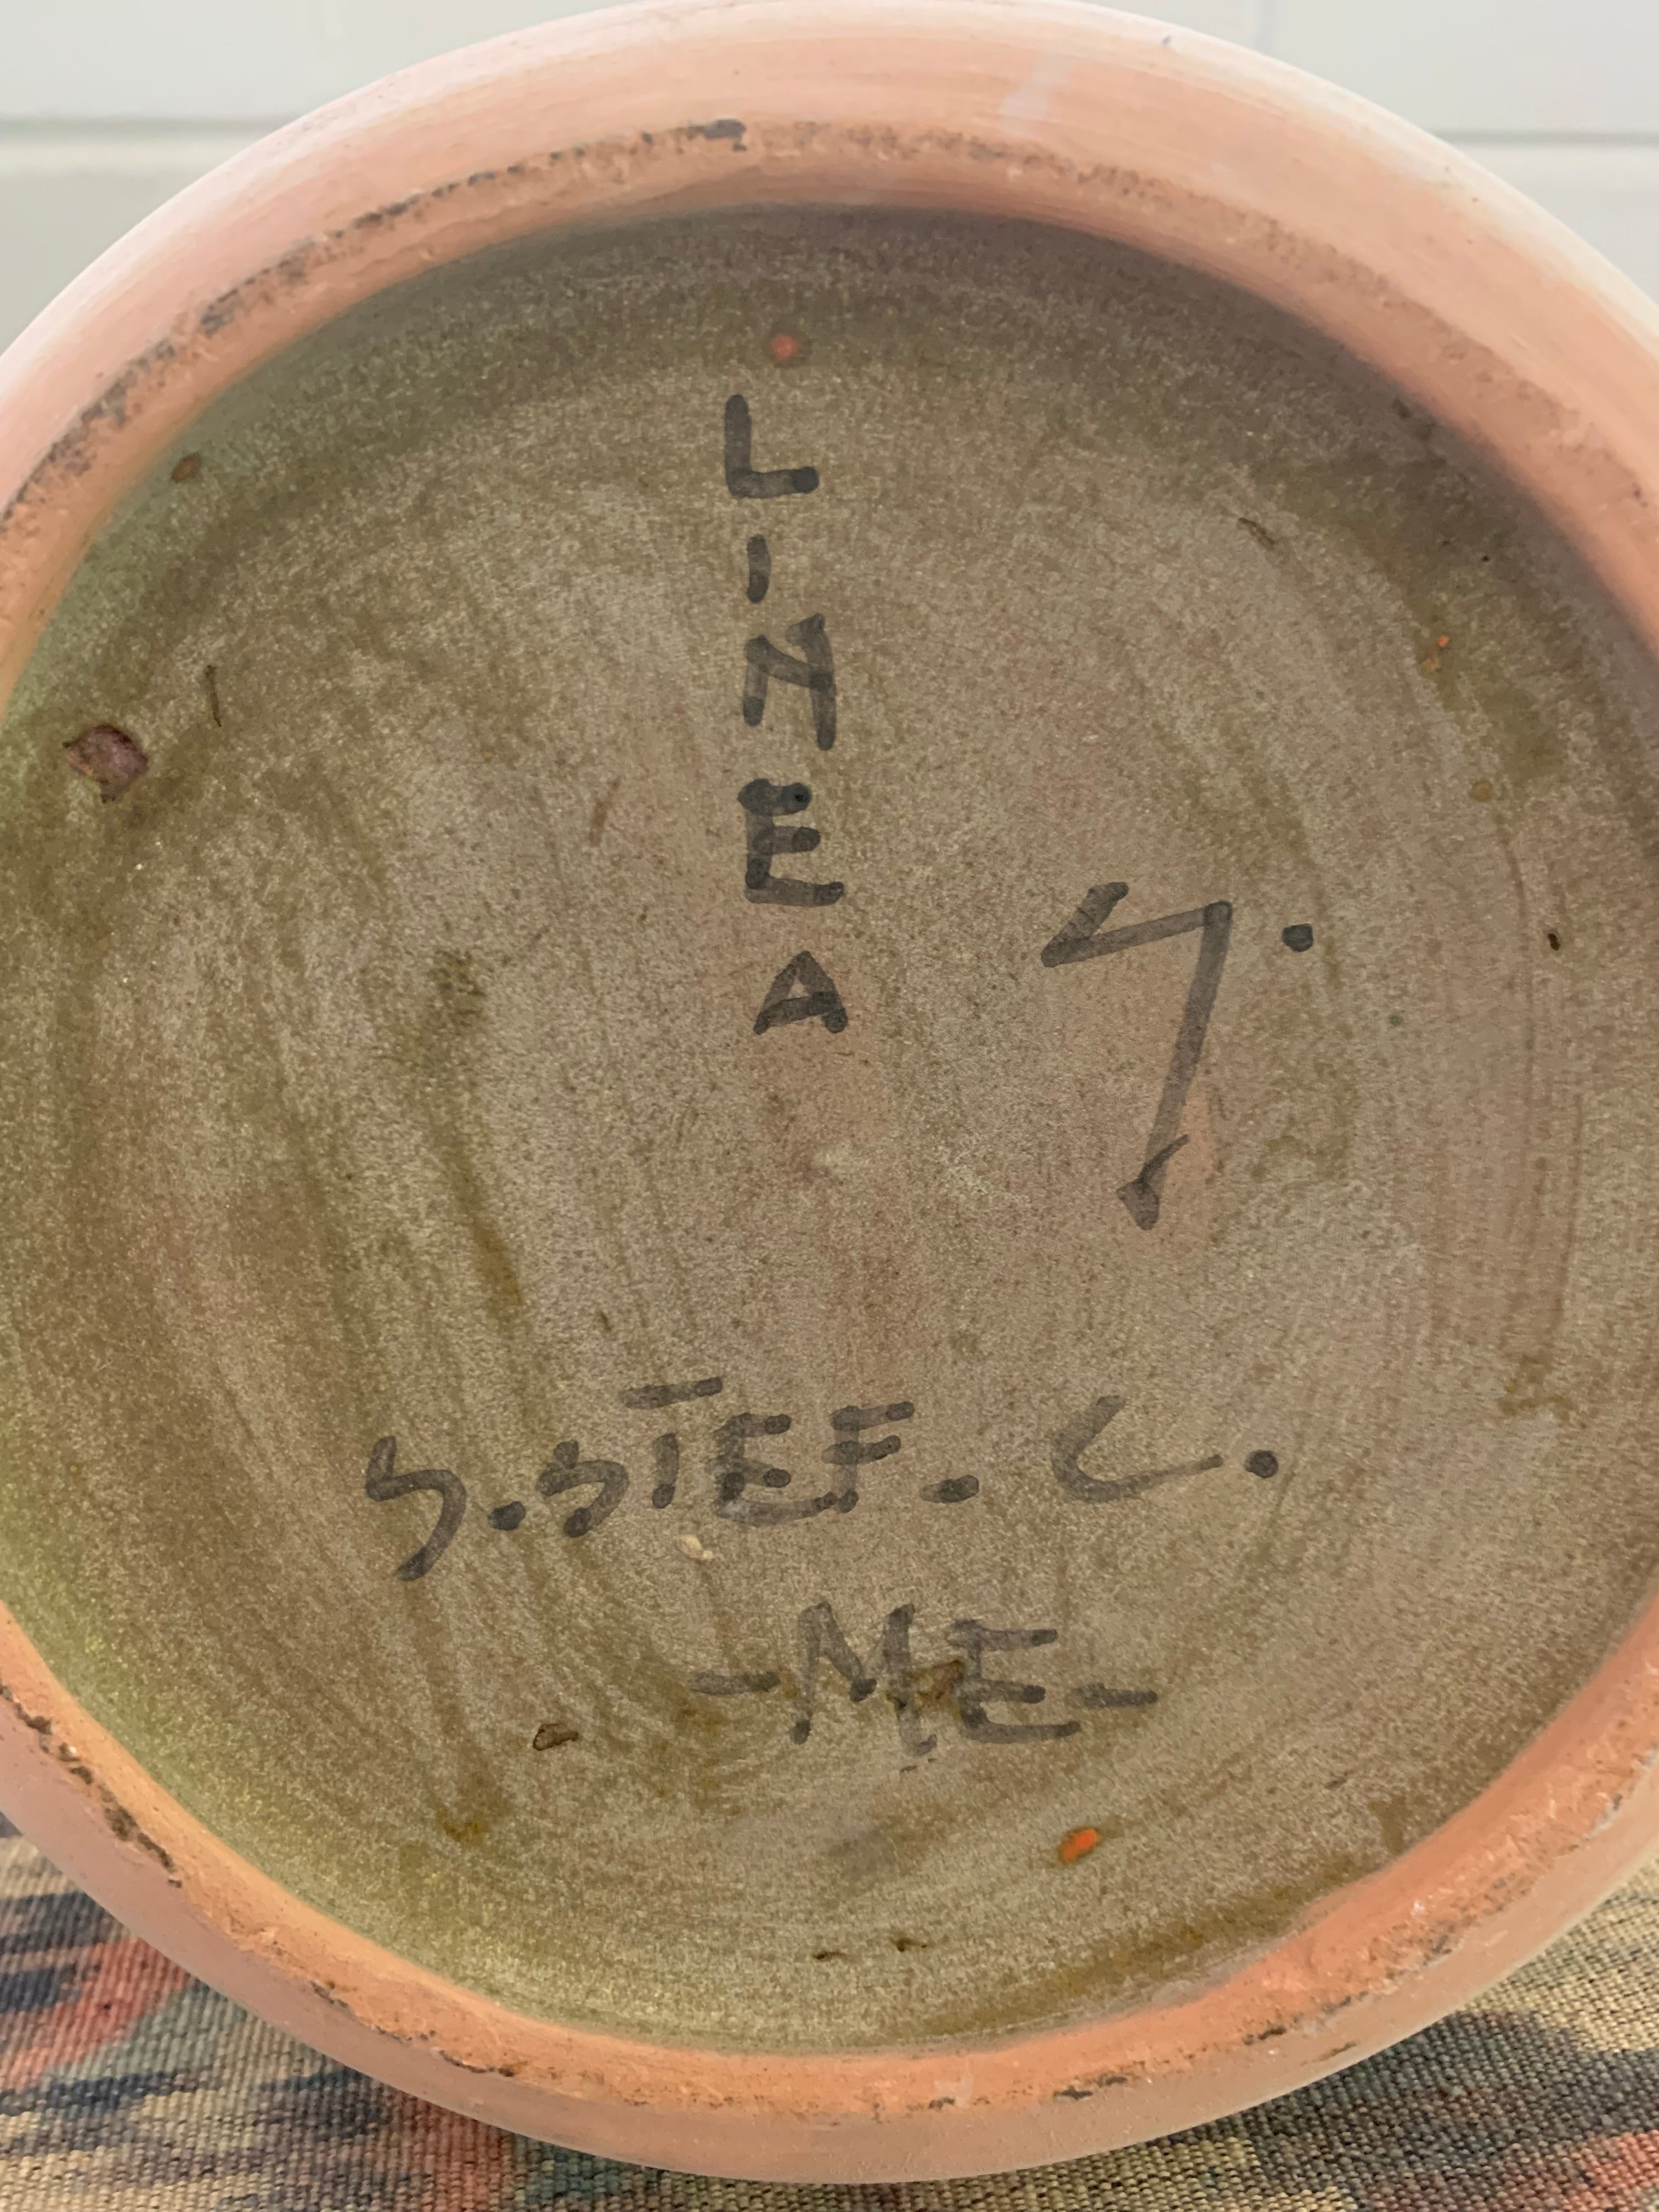 LINEA
S.STEF. C.
-ME-